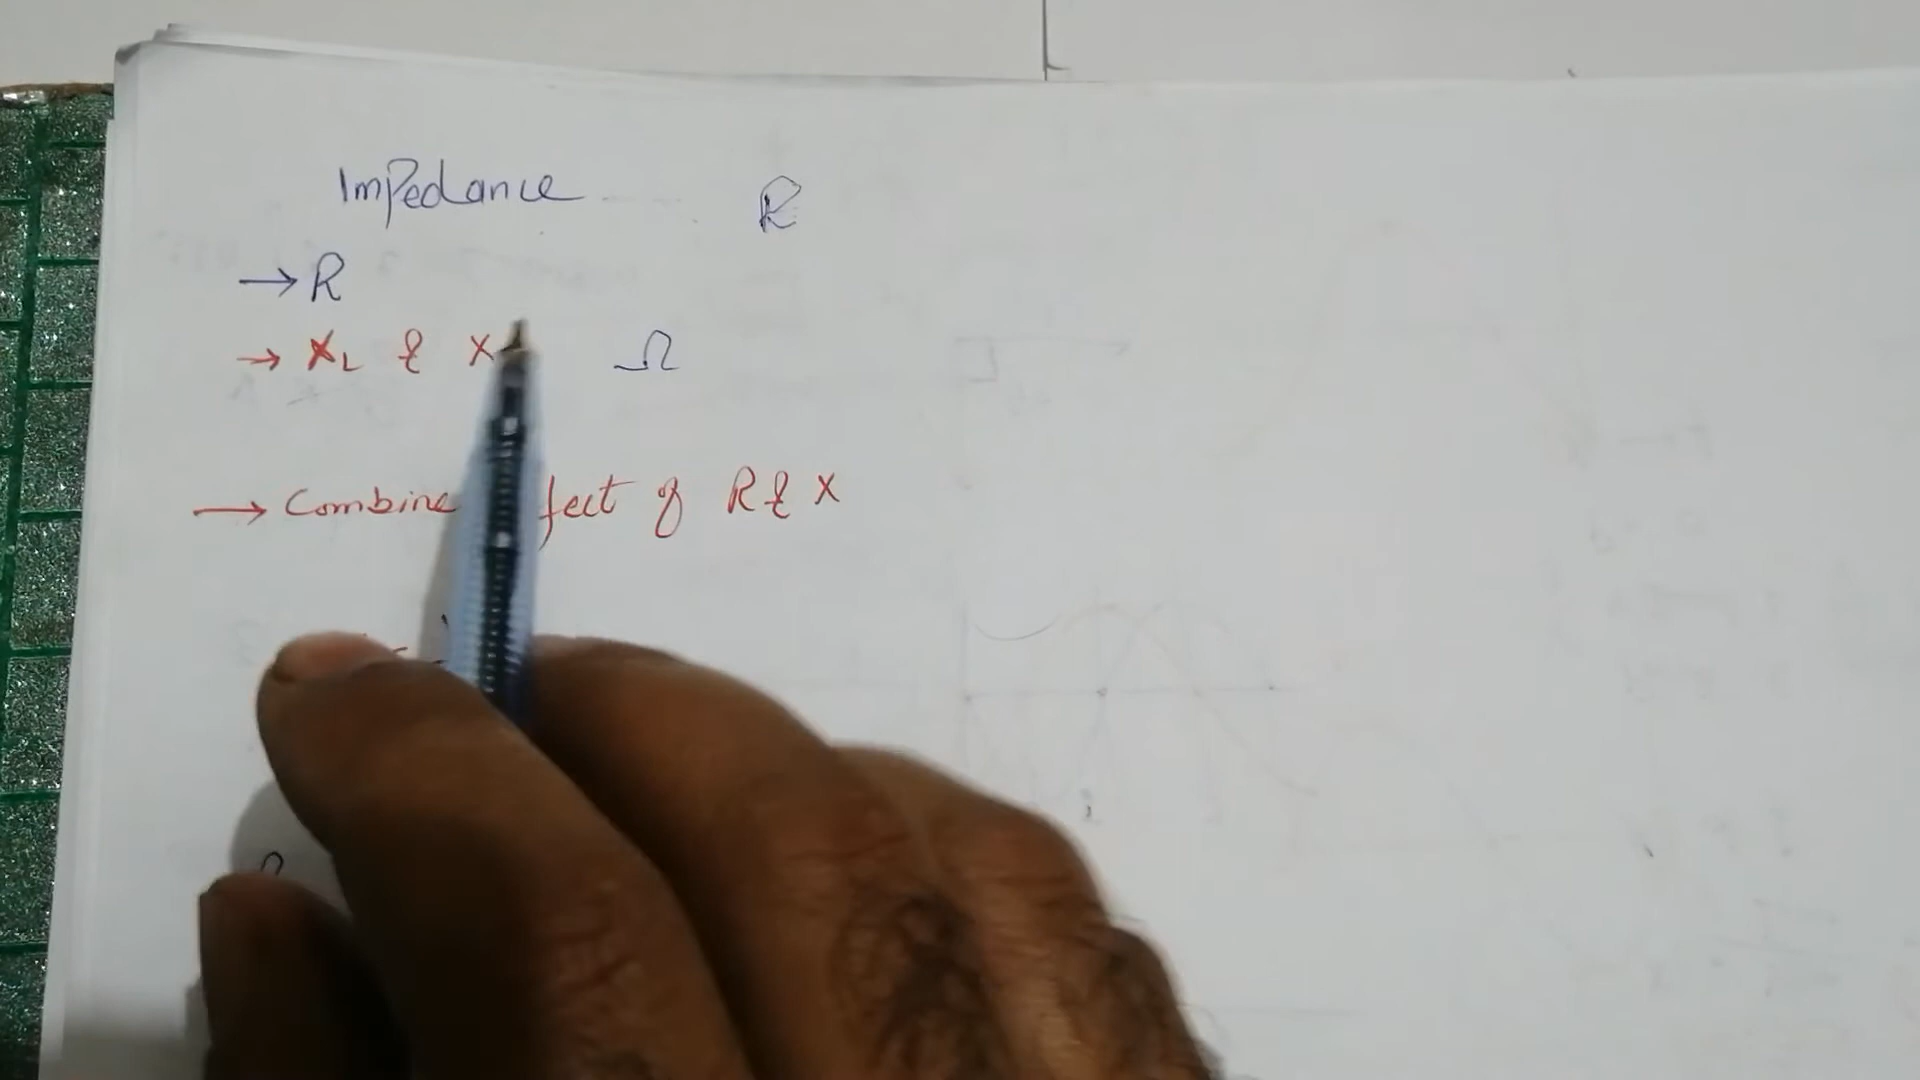 Impedance R
→ R
→ XL & X Ω
→ Combine fect of R & X